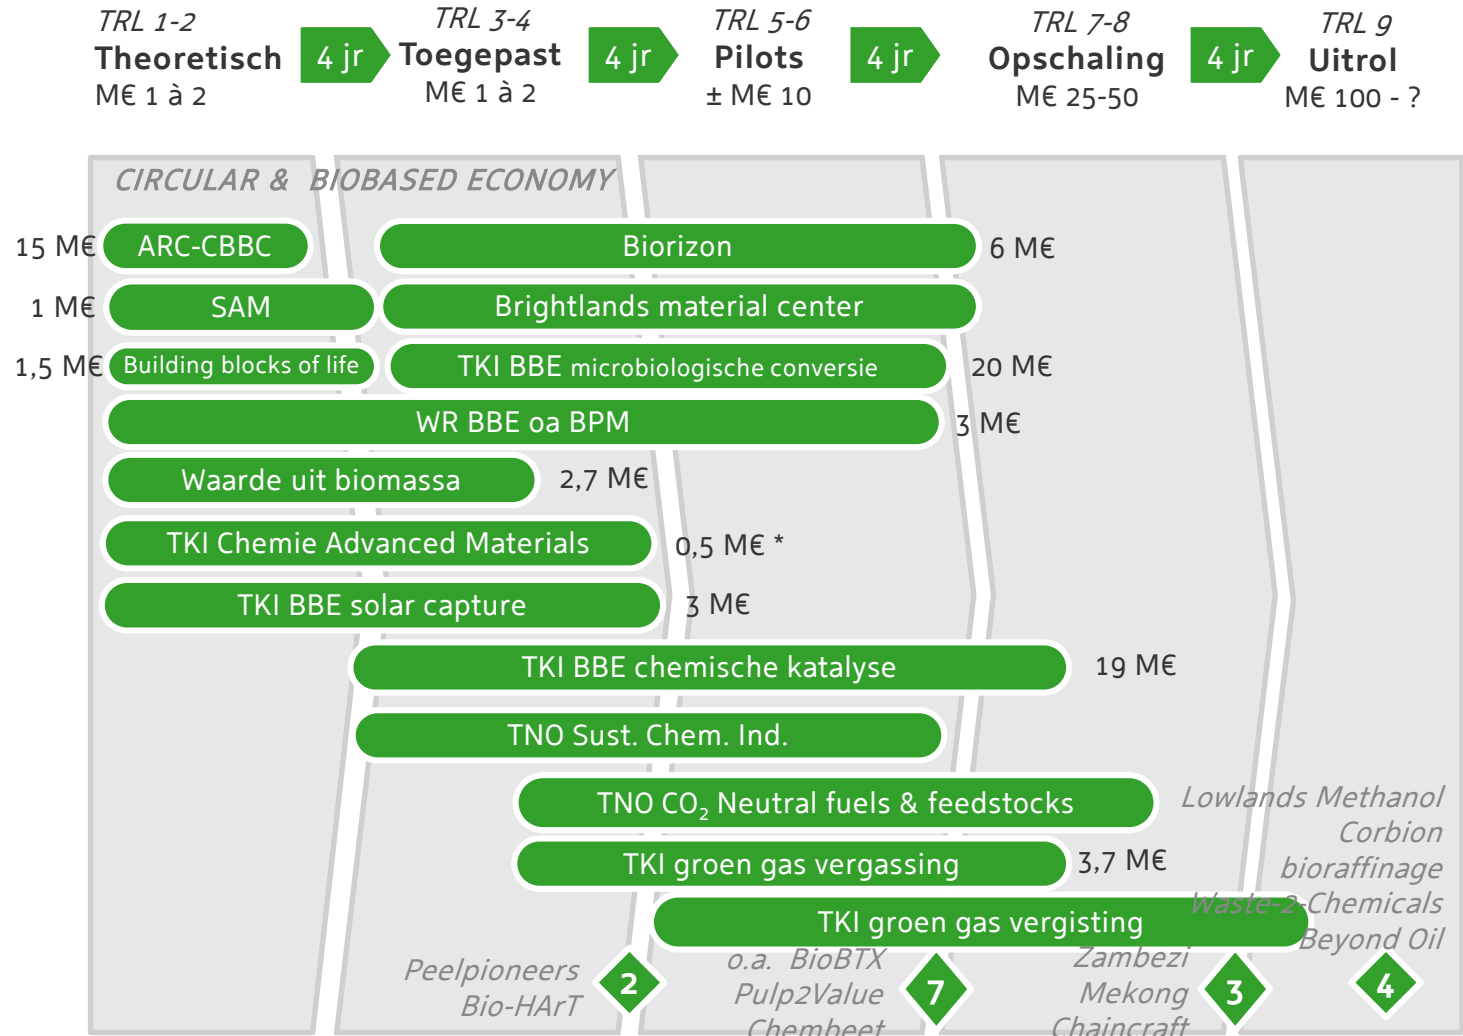 TRL 1-2
Theoretisch
M€ 1 à 2
4 jr
TRL 3-4
Toegepast
M€ 1 à 2
4 jr
TRL 5-6
Pilots
± M€ 10
4 jr
TRL 7-8
Opschaling
M€ 25-50
4 jr
TRL 9
Uitrol
M€ 100 - ?
CIRCULAR & BIOBASED ECONOMY
15 M€ ARC-CBBC Biorizon 6 M€
1 M€ SAM Brightlands material center
1,5 M€ Building blocks of life TKI BBE microbiologische conversie 20 M€
WR BBE oa BPM 3 M€
Waarde uit biomassa 2,7 M€
TKI Chemie Advanced Materials 0,5 M€ *
TKI BBE solar capture 3 M€
TKI BBE chemische katalyse 19 M€
TNO Sust. Chem. Ind.
TNO CO₂ Neutral fuels & feedstocks
TKI groen gas vergassing 3,7 M€
TKI groen gas vergisting
Peelpioneers
Bio-HArT
2
o.a. BioBTX
Pulp2Value
Chembeet
7
Zambezi
Mekong
Chaincraft
3
Lowlands Methanol
Corbion
bioraffinage
Waste-2-Chemicals
Beyond Oil
4